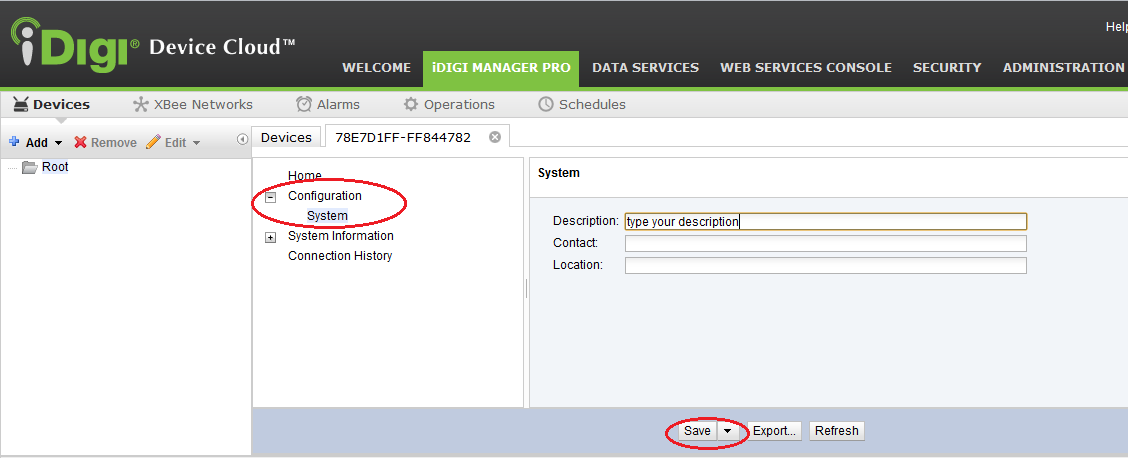 Help
iDigi® Device Cloud™
WELCOME iDIGI MANAGER PRO DATA SERVICES WEB SERVICES CONSOLE SECURITY ADMINISTRATION
Devices XBee Networks Alarms Operations Schedules
Add Remove Edit
Devices 78E7D1FF-FF844782
Root
Home
Configuration
System
System Information
Connection History
System
Description: type your description
Contact:
Location:
Save Export... Refresh